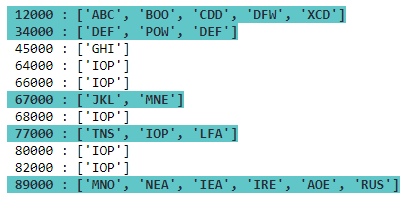 12000 : ['ABC', 'BOO', 'CDD', 'DFW', 'XCD']
34000 : ['DEF', 'POW', 'DEF']
45000 : ['GHI']
64000 : ['IOP']
66000 : ['IOP']
67000 : ['JKL', 'MNE']
68000 : ['IOP']
77000 : ['TNS', 'IOP', 'LFA']
80000 : ['IOP']
82000 : ['IOP']
89000 : ['MNO', 'NEA', 'IEA', 'IRE', 'AOE', 'RUS']